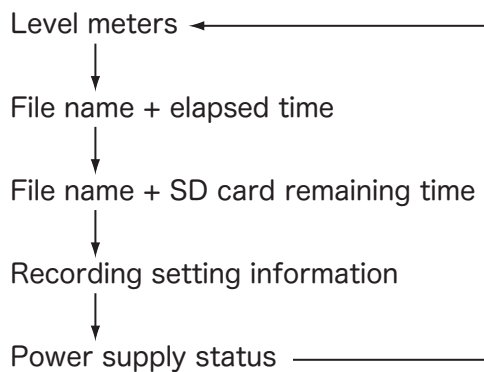 Level meters
File name + elapsed time
File name + SD card remaining time
Recording setting information
Power supply status